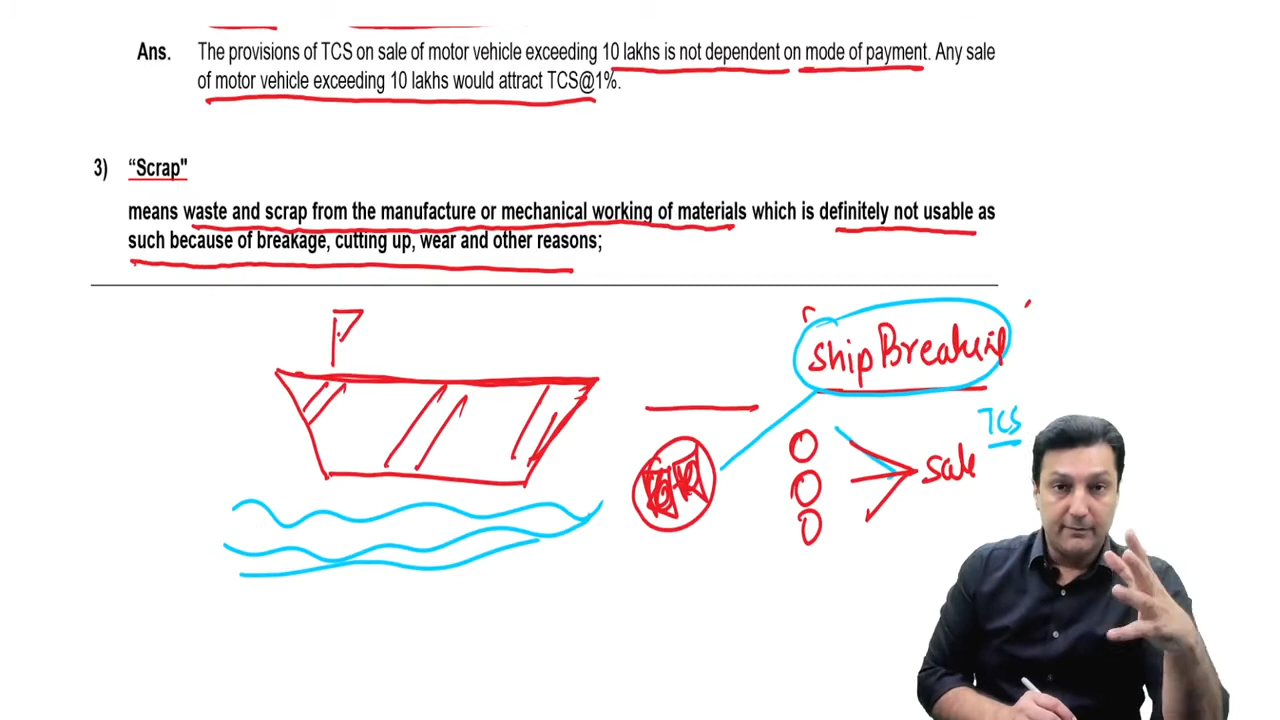 Ans. The provisions of TCS on sale of motor vehicle exceeding 10 lakhs is not dependent on mode of payment. Any sale
of motor vehicle exceeding 10 lakhs would attract TCS@1%.
3) “Scrap"
means waste and scrap from the manufacture or mechanical working of materials which is definitely not usable as
such because of breakage, cutting up, wear and other reasons;
ship
TCS
sale